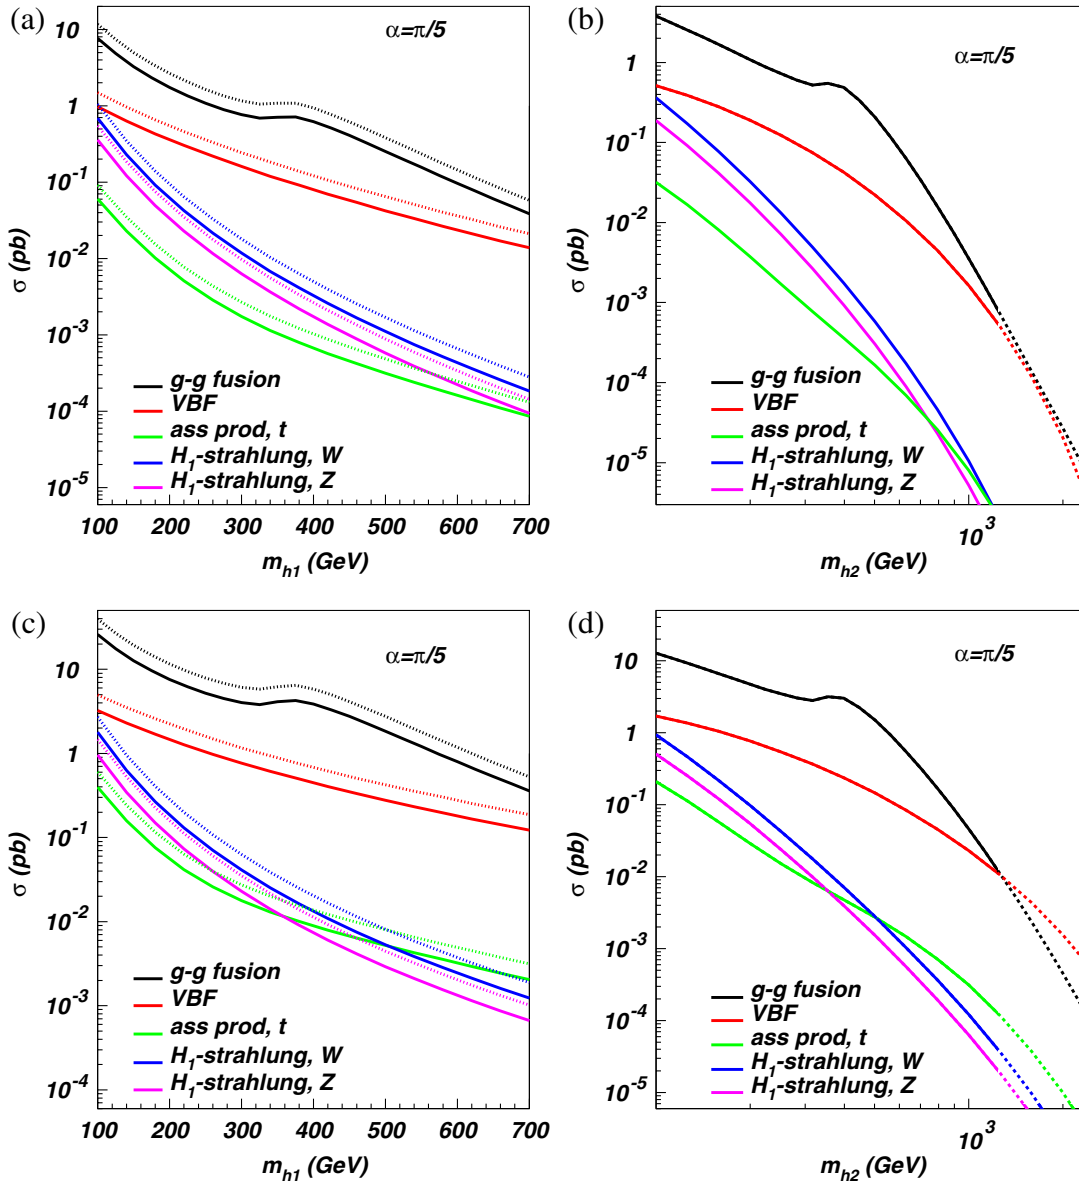 (a)
α=π/5
10
1
10⁻¹
10⁻²
10⁻³
10⁻⁴
10⁻⁵
σ (pb)
g-g fusion
VBF
ass prod, t
H₁-strahlung, W
H₁-strahlung, Z
100 200 300 400 500 600 700
m_h1 (GeV)
(b)
α=π/5
1
10⁻¹
10⁻²
10⁻³
10⁻⁴
10⁻⁵
σ (pb)
g-g fusion
VBF
ass prod, t
H₁-strahlung, W
H₁-strahlung, Z
10³
m_h2 (GeV)
(c)
α=π/5
10
1
10⁻¹
10⁻²
10⁻³
10⁻⁴
σ (pb)
g-g fusion
VBF
ass prod, t
H₁-strahlung, W
H₁-strahlung, Z
100 200 300 400 500 600 700
m_h1 (GeV)
(d)
α=π/5
10
1
10⁻¹
10⁻²
10⁻³
10⁻⁴
10⁻⁵
σ (pb)
g-g fusion
VBF
ass prod, t
H₁-strahlung, W
H₁-strahlung, Z
10³
m_h2 (GeV)